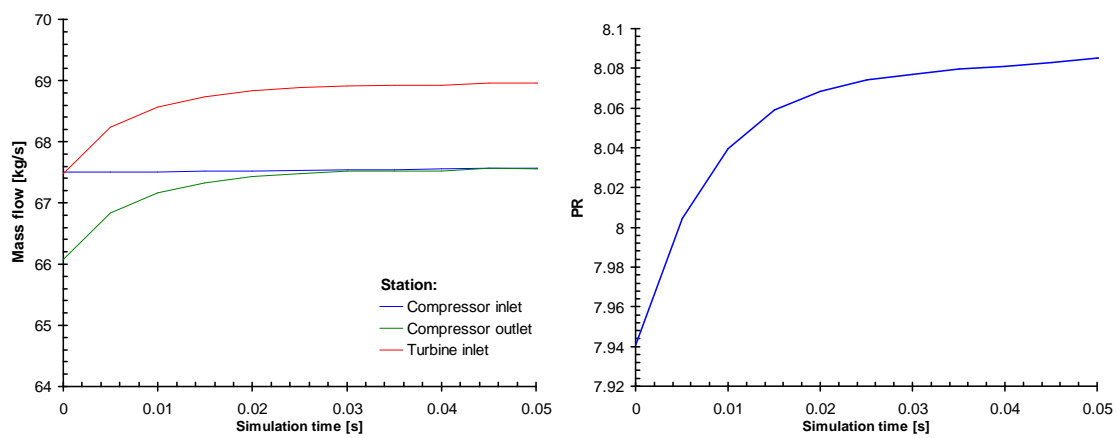 70
69
68
67
66
65
64
Mass flow [kg/s]
0 0.01 0.02 0.03 0.04 0.05
Simulation time [s]
Station:
Compressor inlet
Compressor outlet
Turbine inlet
8.1
8.08
8.06
8.04
8.02
8
7.98
7.96
7.94
7.92
PR
0 0.01 0.02 0.03 0.04 0.05
Simulation time [s]